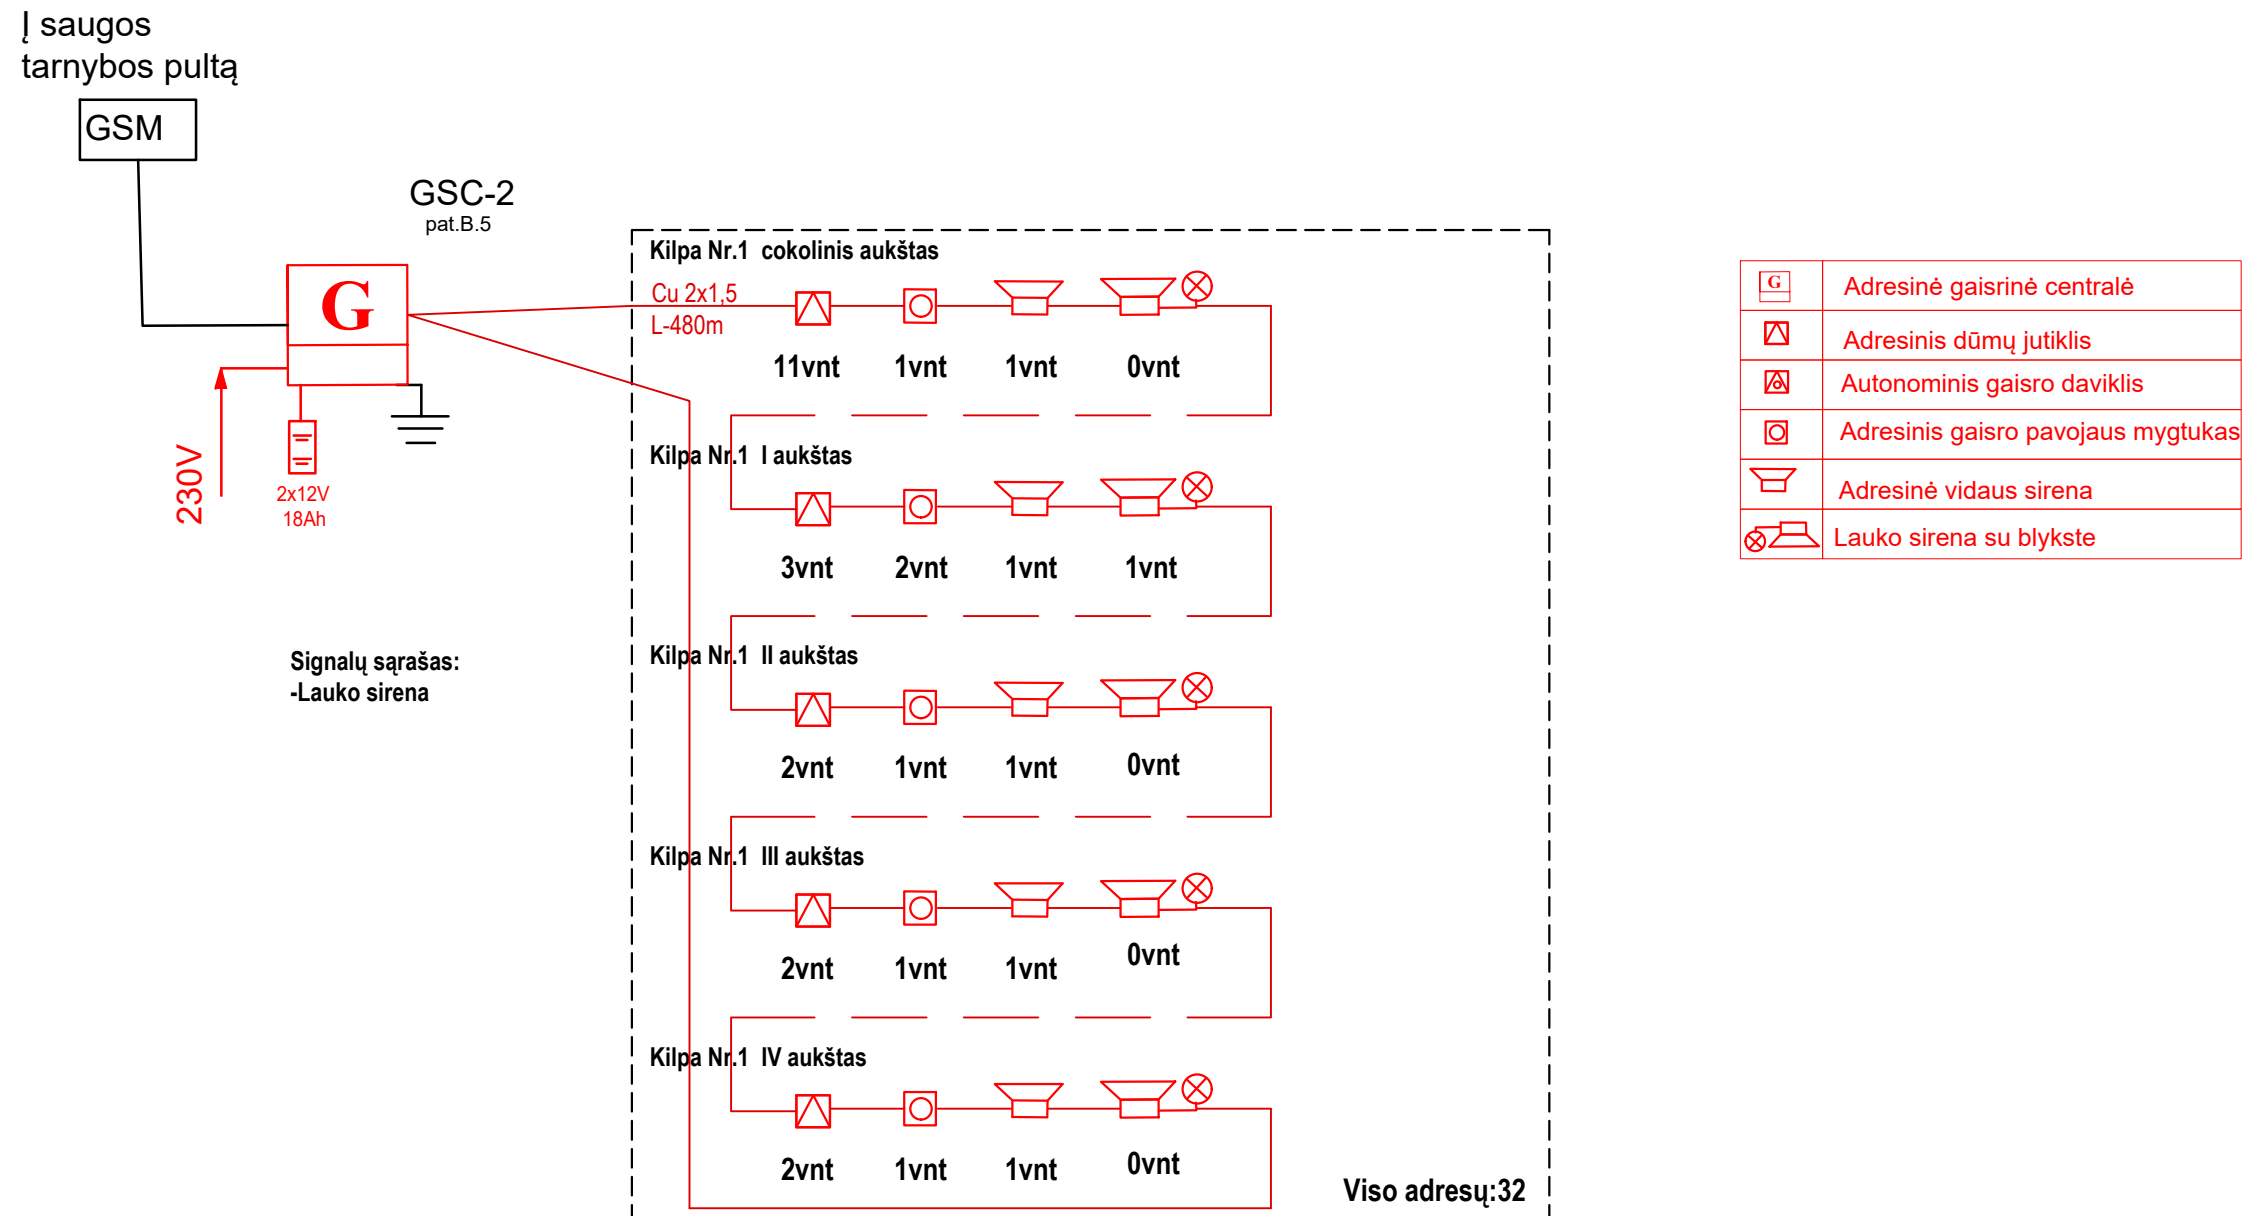 Į saugos
tarnybos pultą
GSM
GSC-2
pat.B.5
G
230V
2x12V
18Ah
Signalų sąrašas:
-Lauko sirena
Kilpa Nr.1 cokolinis aukštas
Cu 2x1,5
L-480m
11vnt 1vnt 1vnt 0vnt
Kilpa Nr.1 I aukštas
3vnt 2vnt 1vnt 1vnt
Kilpa Nr.1 II aukštas
2vnt 1vnt 1vnt 0vnt
Kilpa Nr.1 III aukštas
2vnt 1vnt 1vnt 0vnt
Kilpa Nr.1 IV aukštas
2vnt 1vnt 1vnt 0vnt
Viso adresų:32
G Adresinė gaisrinė centralė
Adresinis dūmų jutiklis
Autonominis gaisro daviklis
Adresinis gaisro pavojaus mygtukas
Adresinė vidaus sirena
Lauko sirena su blykste